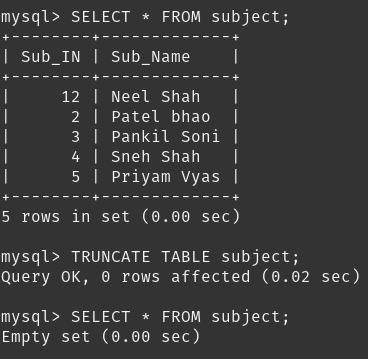 mysql> SELECT * FROM subject;
+--------+-------------+
| Sub_IN | Sub_Name    |
+--------+-------------+
|     12 | Neel Shah   |
|      2 | Patel bhao  |
|      3 | Pankil Soni |
|      4 | Sneh Shah   |
|      5 | Priyam Vyas |
+--------+-------------+
5 rows in set (0.00 sec)

mysql> TRUNCATE TABLE subject;
Query OK, 0 rows affected (0.02 sec)

mysql> SELECT * FROM subject;
Empty set (0.00 sec)